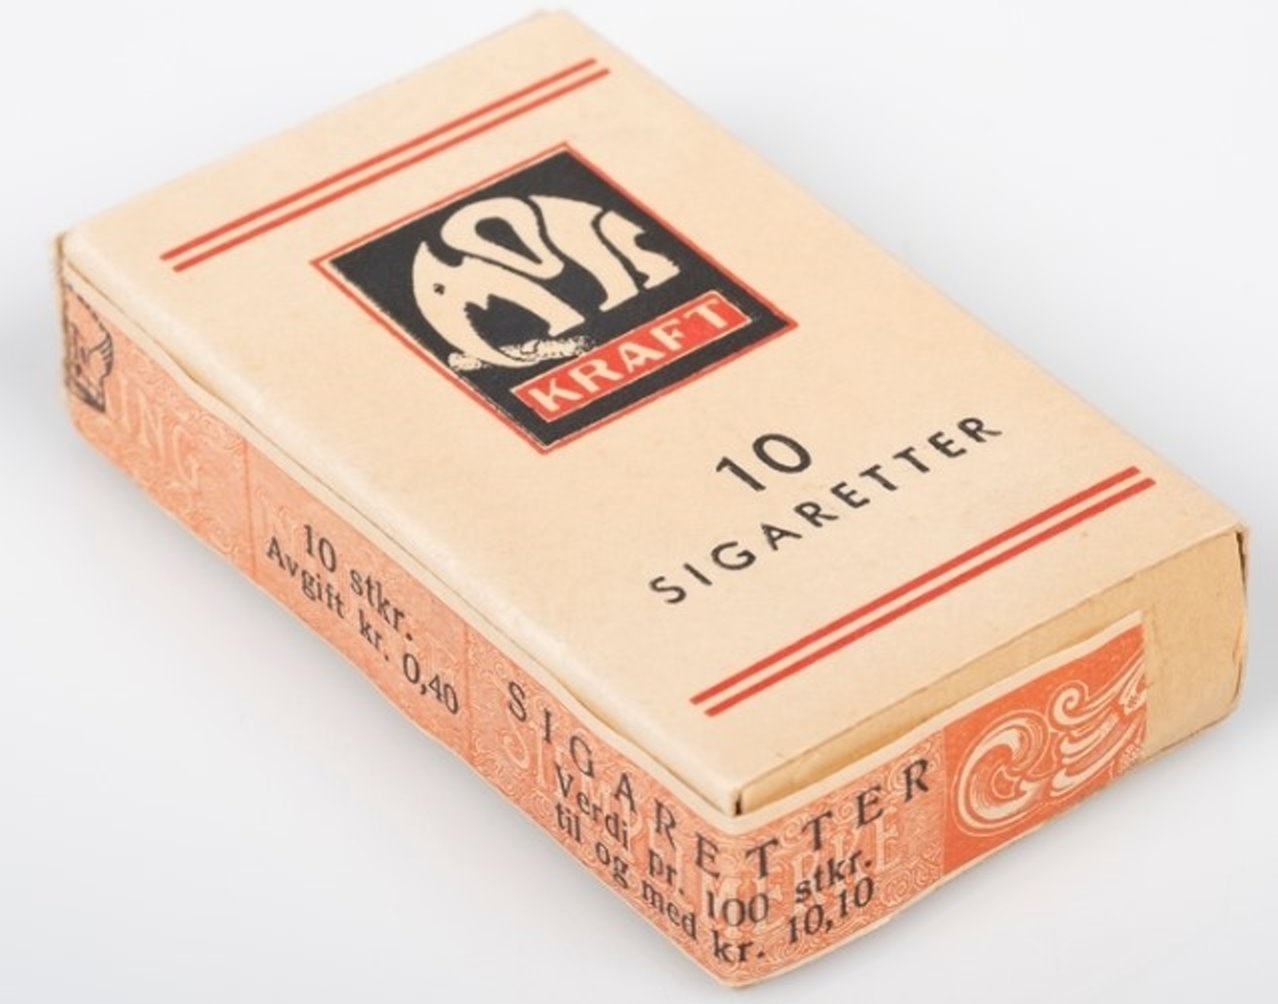 KRAFT
10
SIGARETTER
10 stkr.
Avgift kr. 0,40
SIGARETTER
Verdi pr. 100 stkr.
til og med kr. 10,10